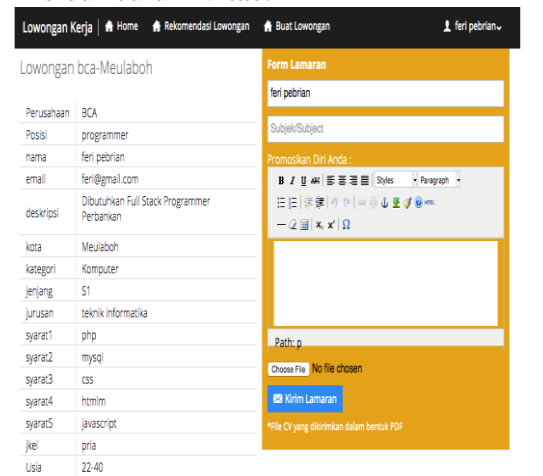 Lowongan Kerja
Home
Rekomendasi Lowongan
Buat Lowongan
feri pebrian
Lowongan bca-Meulaboh
Perusahaan BCA
Posisi programmer
nama feri pebrian
email feri@gmail.com
deskripsi Dibutuhkan Full Stack Programmer
Perbankan
kota Meulaboh
kategori Komputer
jenjang S1
jurusan teknik informatika
syarat1 php
syarat2 mysql
syarat3 css
syarat4 htmlm
syarat5 javascript
jkel pria
Usia 22-40
Form Lamaran
feri pebrian
Subjek/Subject
Promosikan Diri Anda :
B I U ABC Styles Paragraph
HTML
x, x² Ω
Path: p
Choose File No file chosen
Kirim Lamaran
*File CV yang dikirimkan dalam bentuk PDF